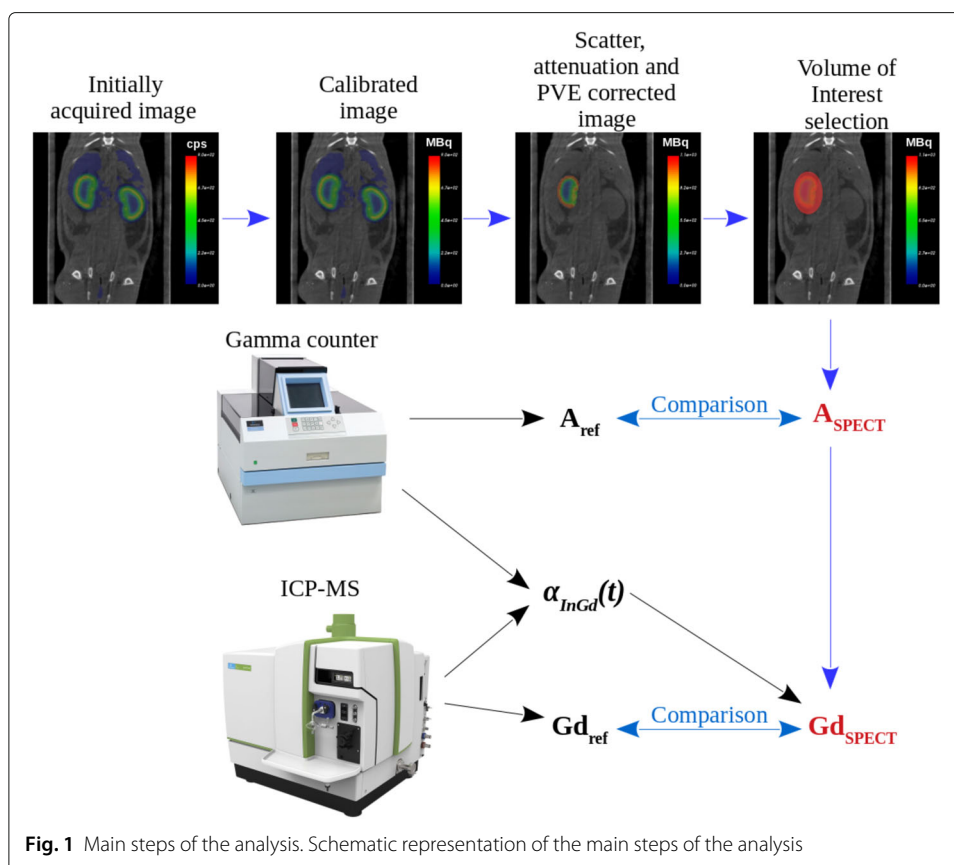 Initially
acquired image
Calibrated
image
Scatter,
attenuation and
PVE corrected
image
Volume of
Interest
selection
cps
MBq
MBq
MBq
Gamma counter
A_ref
Comparison
A_SPECT
ICP-MS
α_InGd(t)
Gd_ref
Comparison
Gd_SPECT
Fig. 1 Main steps of the analysis. Schematic representation of the main steps of the analysis